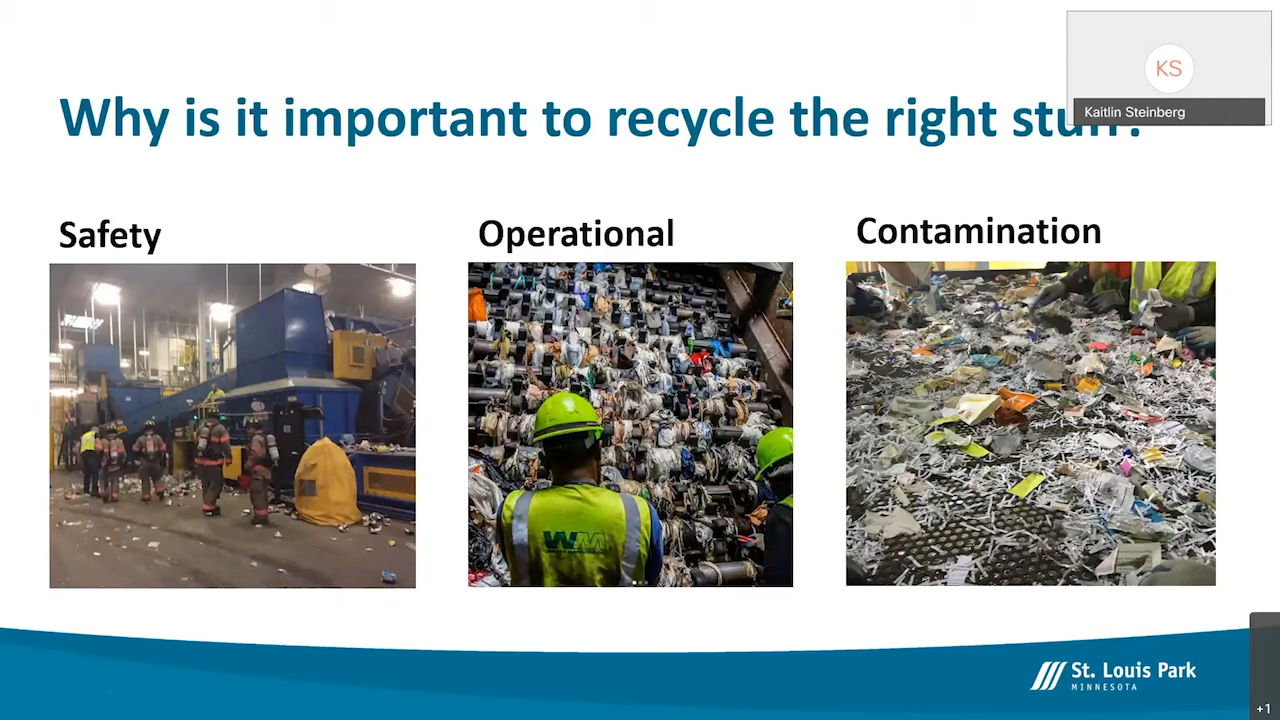 KS
Kaitlin Steinberg
Why is it important to recycle the right
Safety
Operational
Contamination
WM
St. Louis Park
MINNESOTA
+1